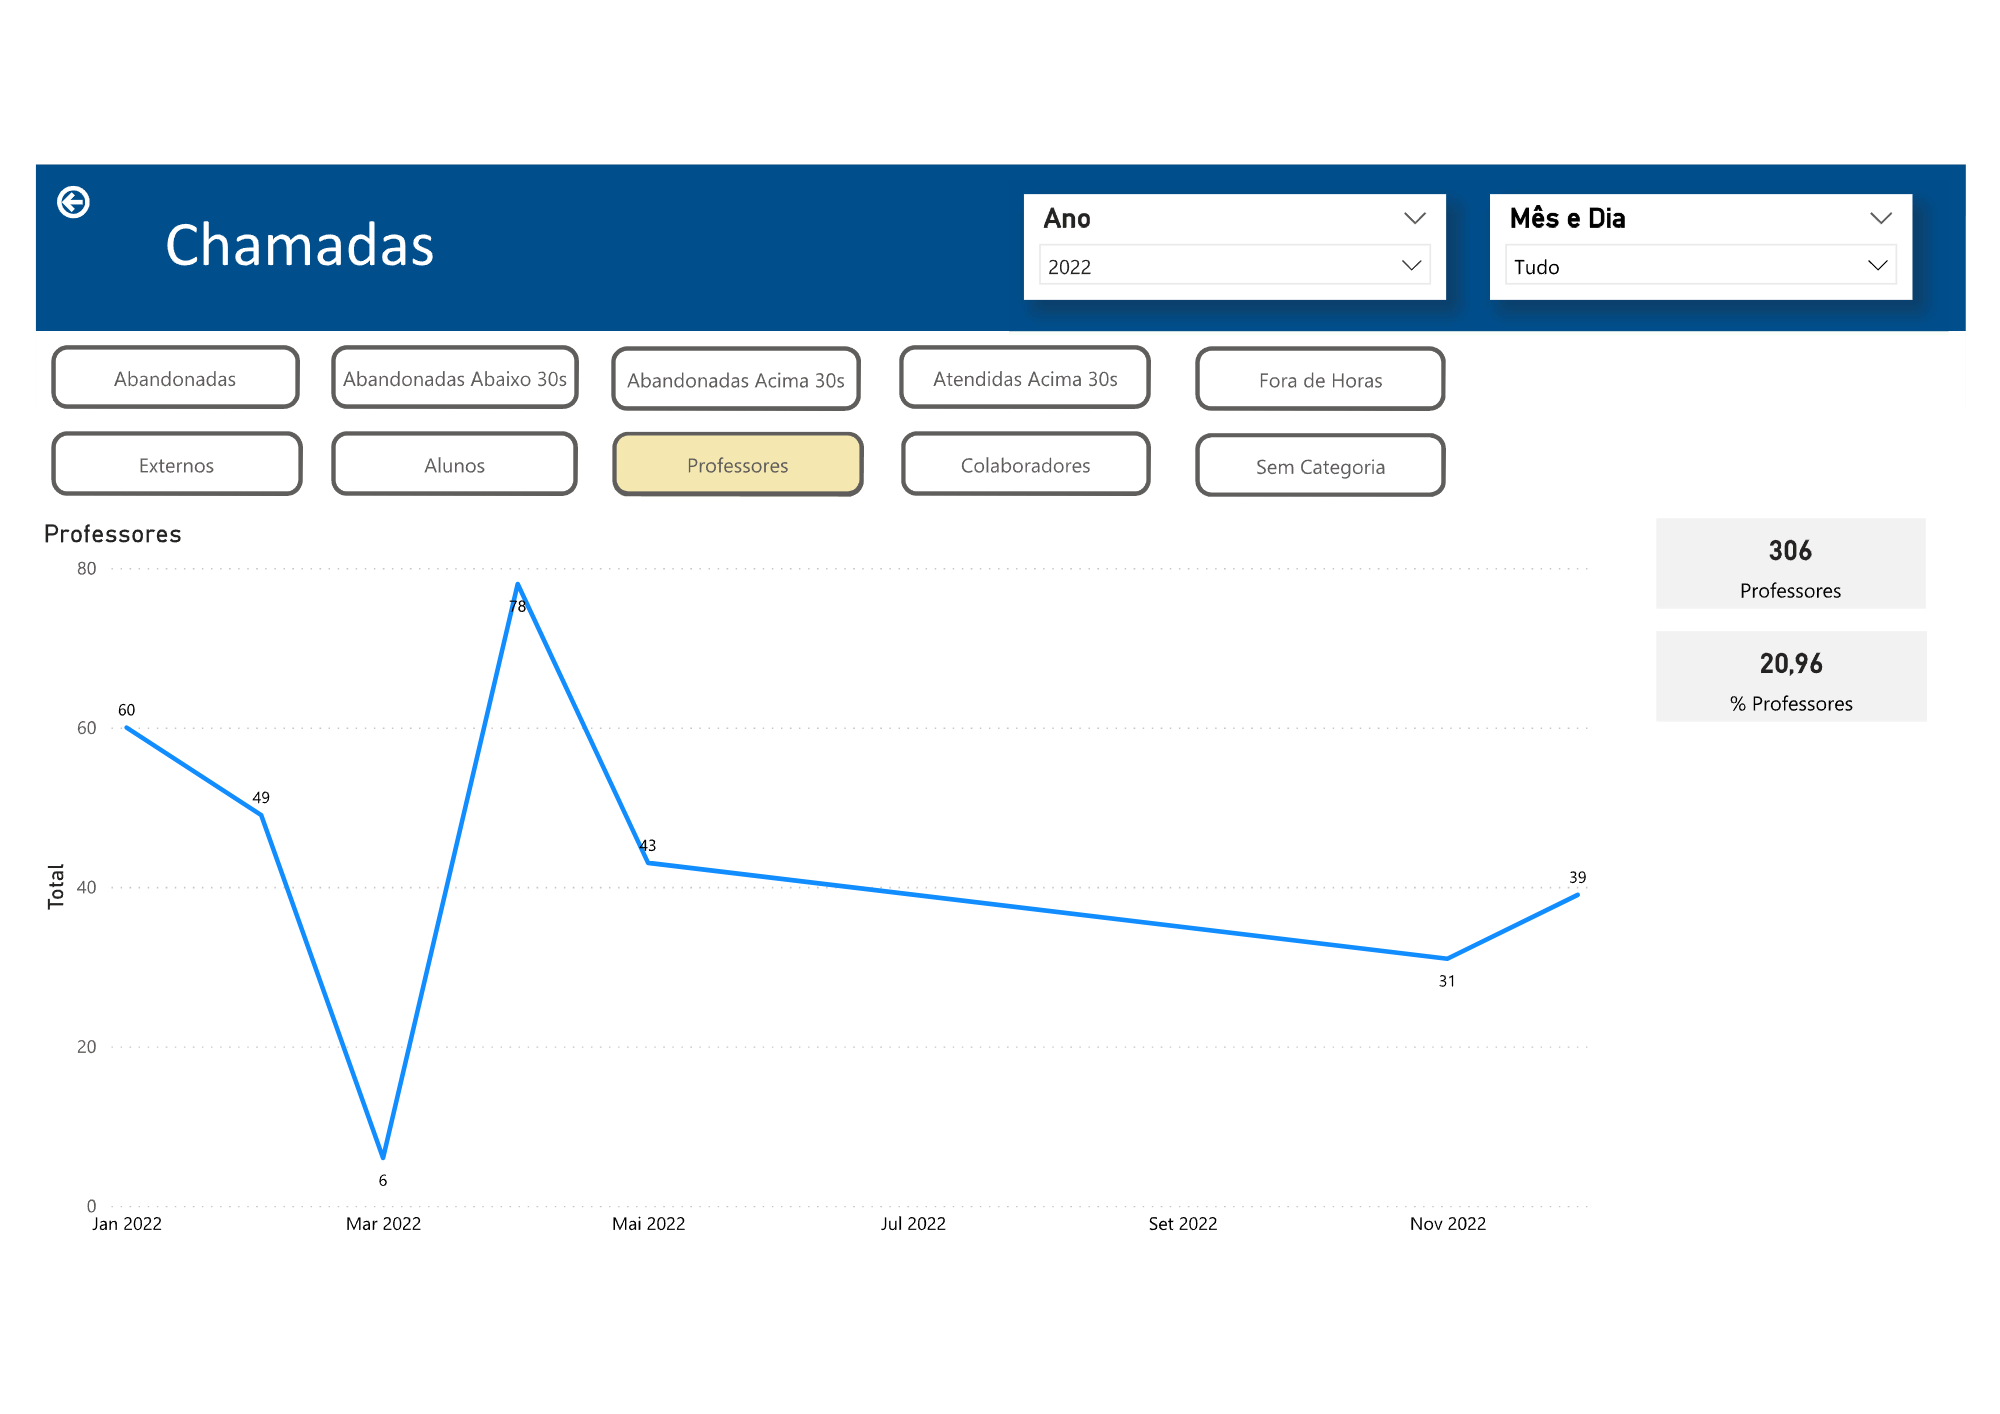 Chamadas
Ano
2022
Mês e Dia
Tudo
Abandonadas
Abandonadas Abaixo 30s
Abandonadas Acima 30s
Atendidas Acima 30s
Fora de Horas
Externos
Alunos
Professores
Colaboradores
Sem Categoria
Professores
306
Professores
20,96
% Professores
Total
80
60
40
20
0
60
49
6
78
43
31
39
Jan 2022
Mar 2022
Mai 2022
Jul 2022
Set 2022
Nov 2022